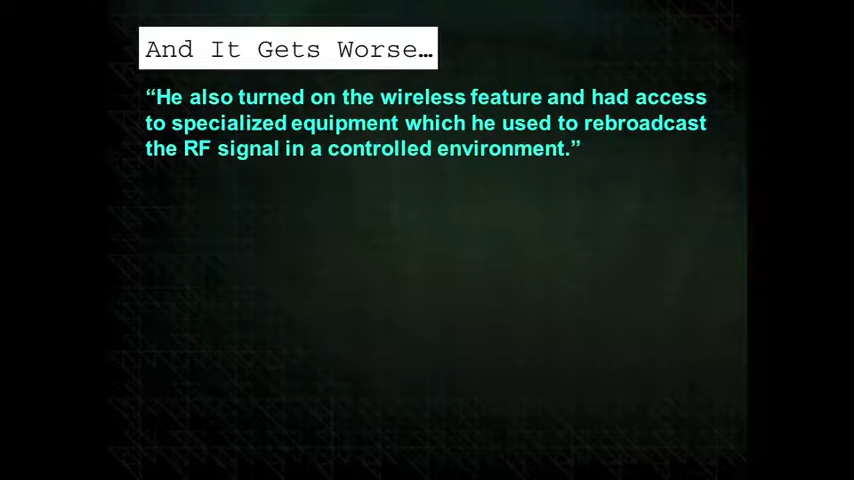 And It Gets Worse…
“He also turned on the wireless feature and had access
to specialized equipment which he used to rebroadcast
the RF signal in a controlled environment.”